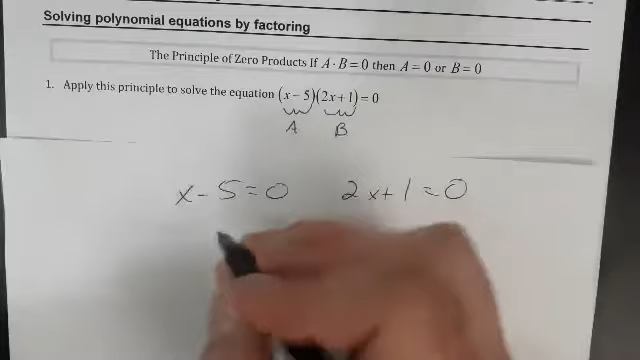 Solving polynomial equations by factoring
The Principle of Zero Products If A · B = 0 then A = 0 or B = 0
1. Apply this principle to solve the equation (x − 5)(2x + 1) = 0
A B
x - 5 = 0 2x + 1 = 0